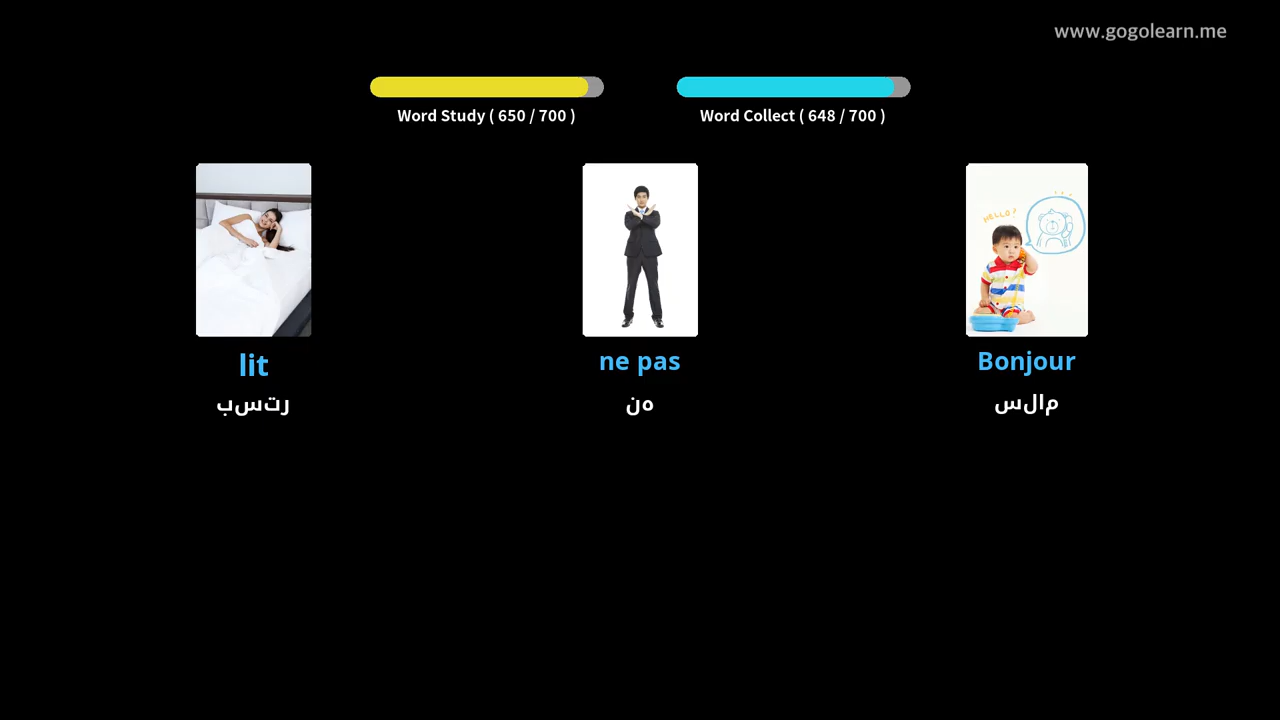 www.gogolearn.me
Word Study ( 650 / 700 )
Word Collect ( 648 / 700 )
HELLO?
lit
رتسب
ne pas
هن
Bonjour
مالس